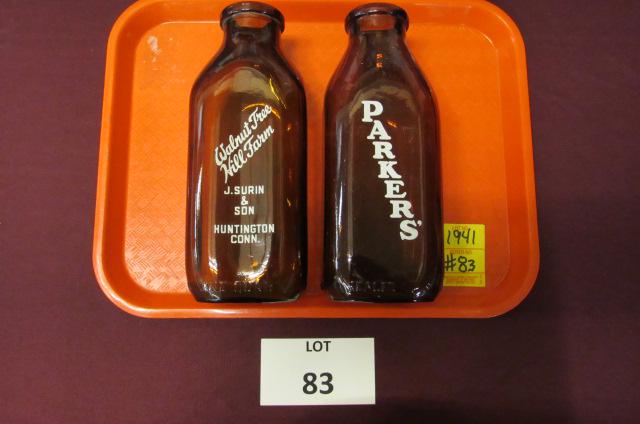 Walnut Tree
Hill Farm
J. SURIN
&
SON
HUNTINGTON
CONN.
PARKERS'
1941
#83
LOT
83